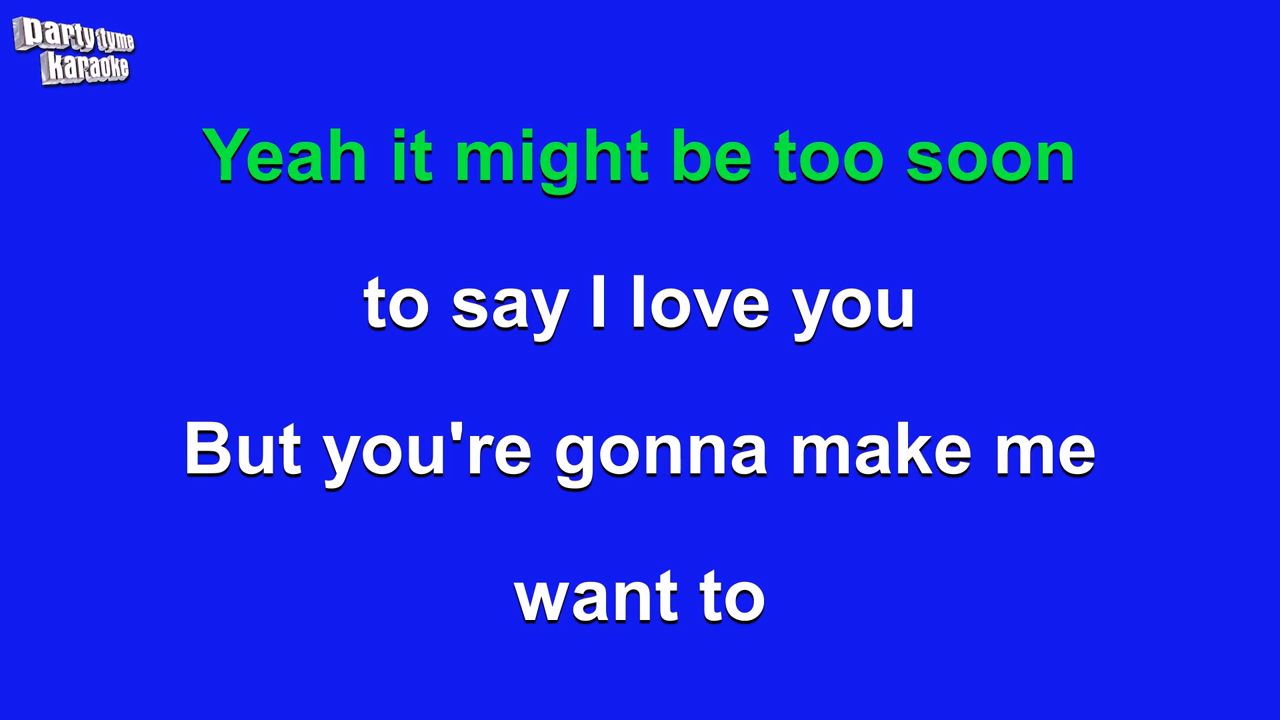 party tyme
karaoke
Yeah it might be too soon
to say I love you
But you're gonna make me
want to